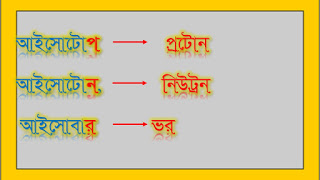 আইসোটোপ → প্রটোন
আইসোটোন → নিউট্রন
আইসোবার → ভর